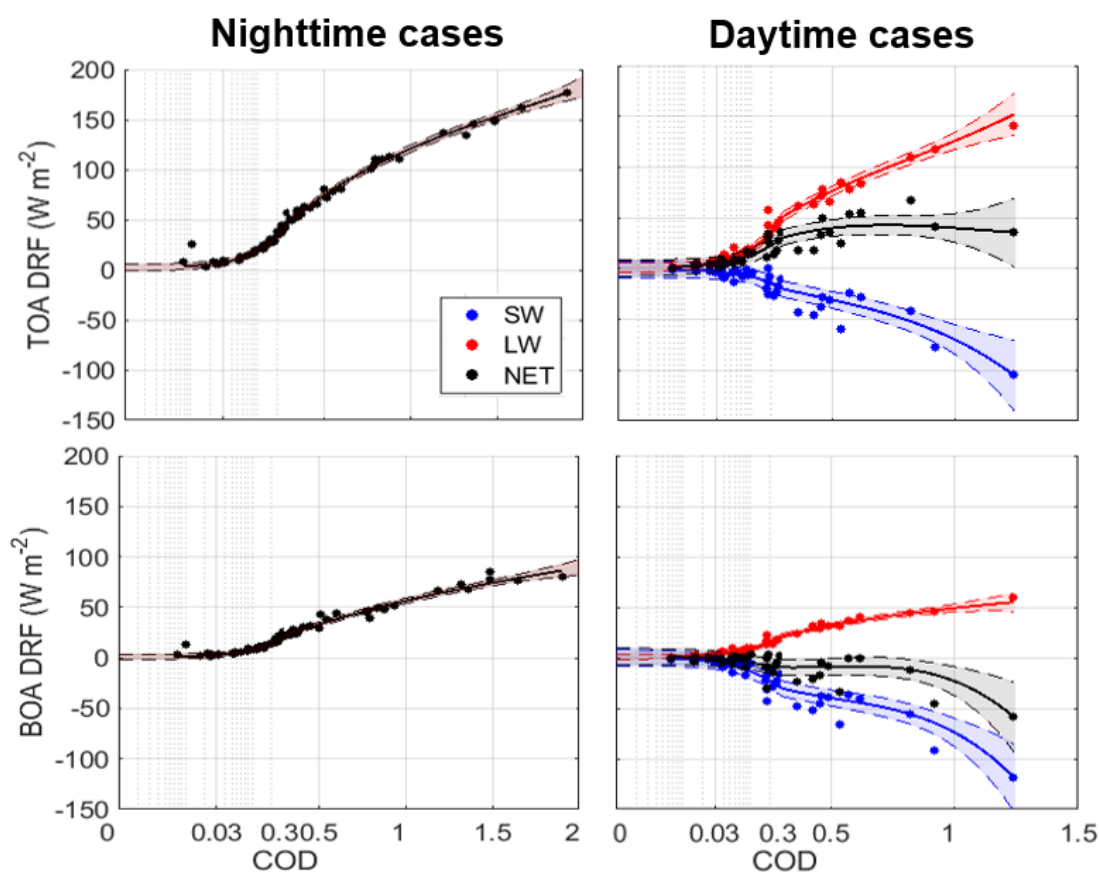 Nighttime cases
Daytime cases
200
150
100
50
0
-50
-100
-150
TOA DRF (W m-2)
SW
LW
NET
200
150
100
50
0
-50
-100
-150
BOA DRF (W m-2)
0 0.03 0.30 0.5 1 1.5 2
COD
0 0.03 0.3 0.5 1 1.5
COD